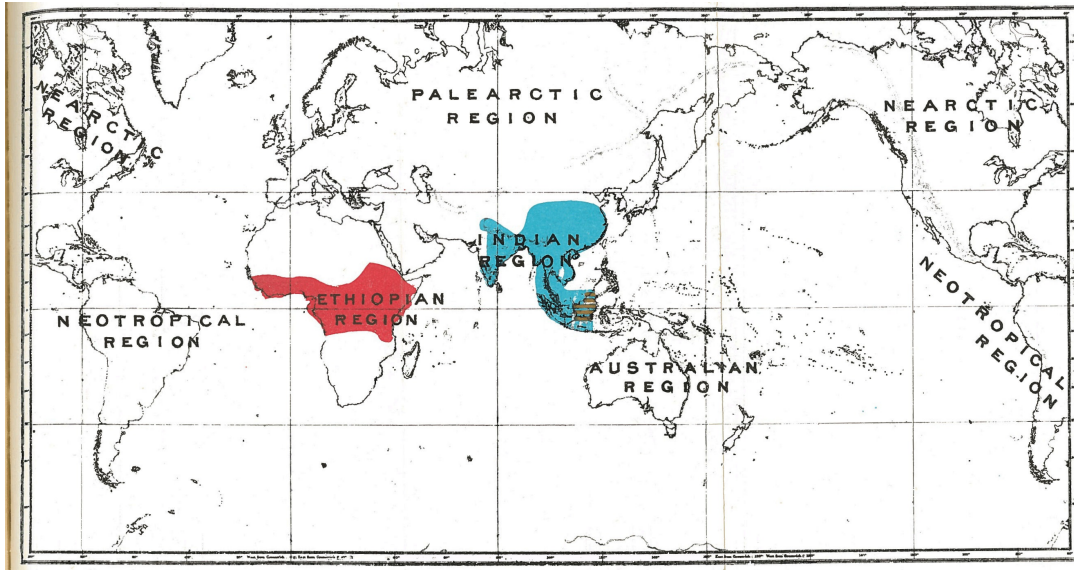 NEARCTIC
REGION
PALEARCTIC
REGION
NEARCTIC
REGION
INDIAN
REGION
ETHIOPIAN
REGION
NEOTROPICAL
REGION
AUSTRALIAN
REGION
NEOTROPICAL
REGION